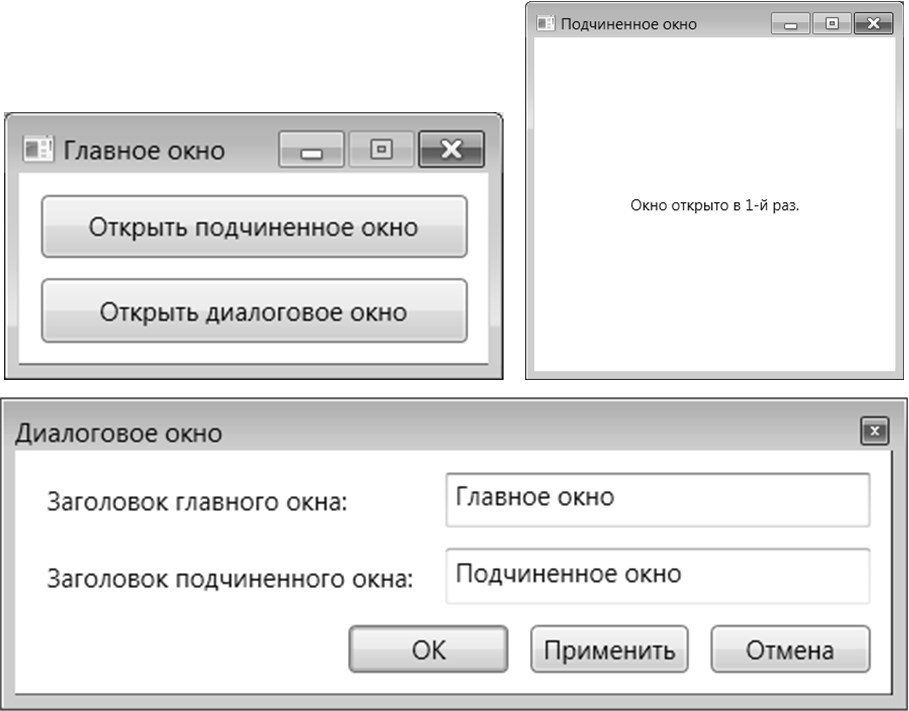 Главное окно
Открыть подчиненное окно
Открыть диалоговое окно
Подчиненное окно
Окно открыто в 1-й раз.
Диалоговое окно
Заголовок главного окна: Главное окно
Заголовок подчиненного окна: Подчиненное окно
OK Применить Отмена